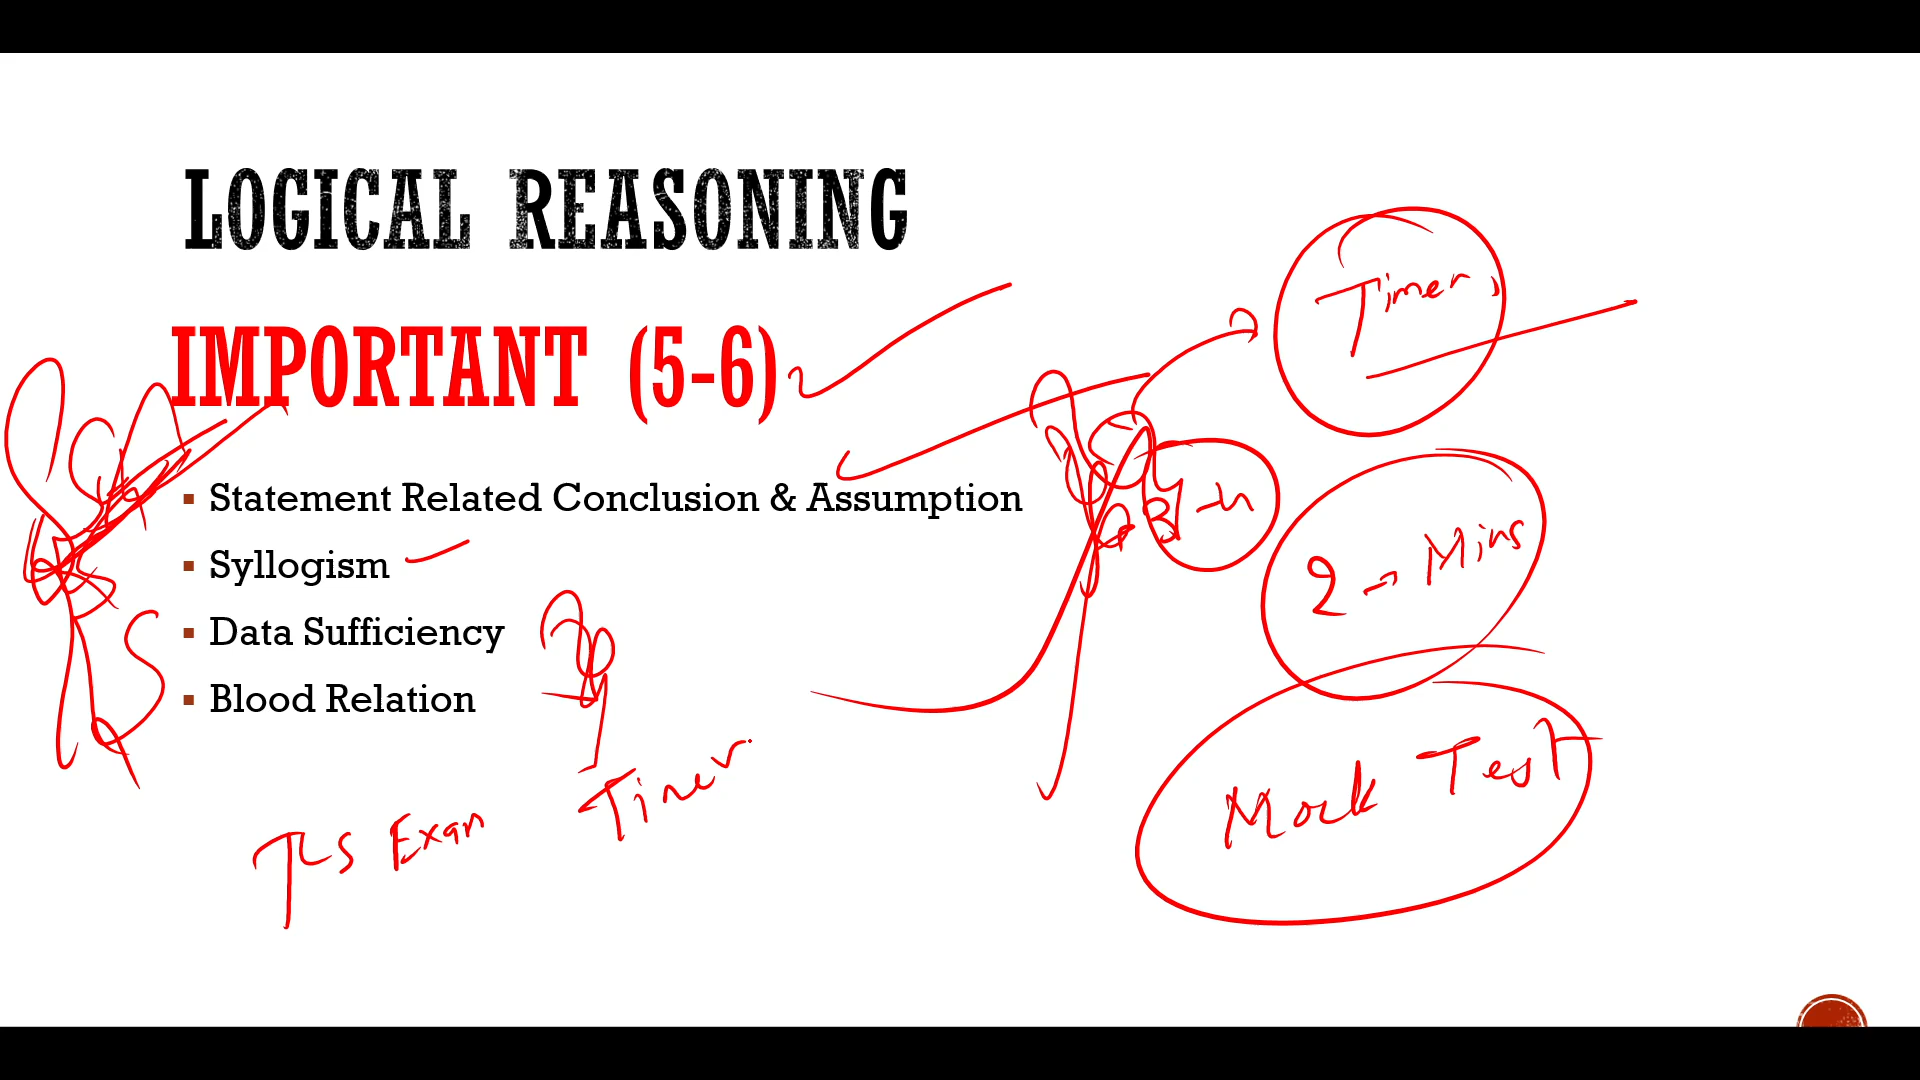 LOGICAL REASONING
IMPORTANT (5-6)
Timer
▪ Statement Related Conclusion & Assumption
▪ Syllogism
2 → Mins
▪ Data Sufficiency
▪ Blood Relation
Mock Test
Exam Timer